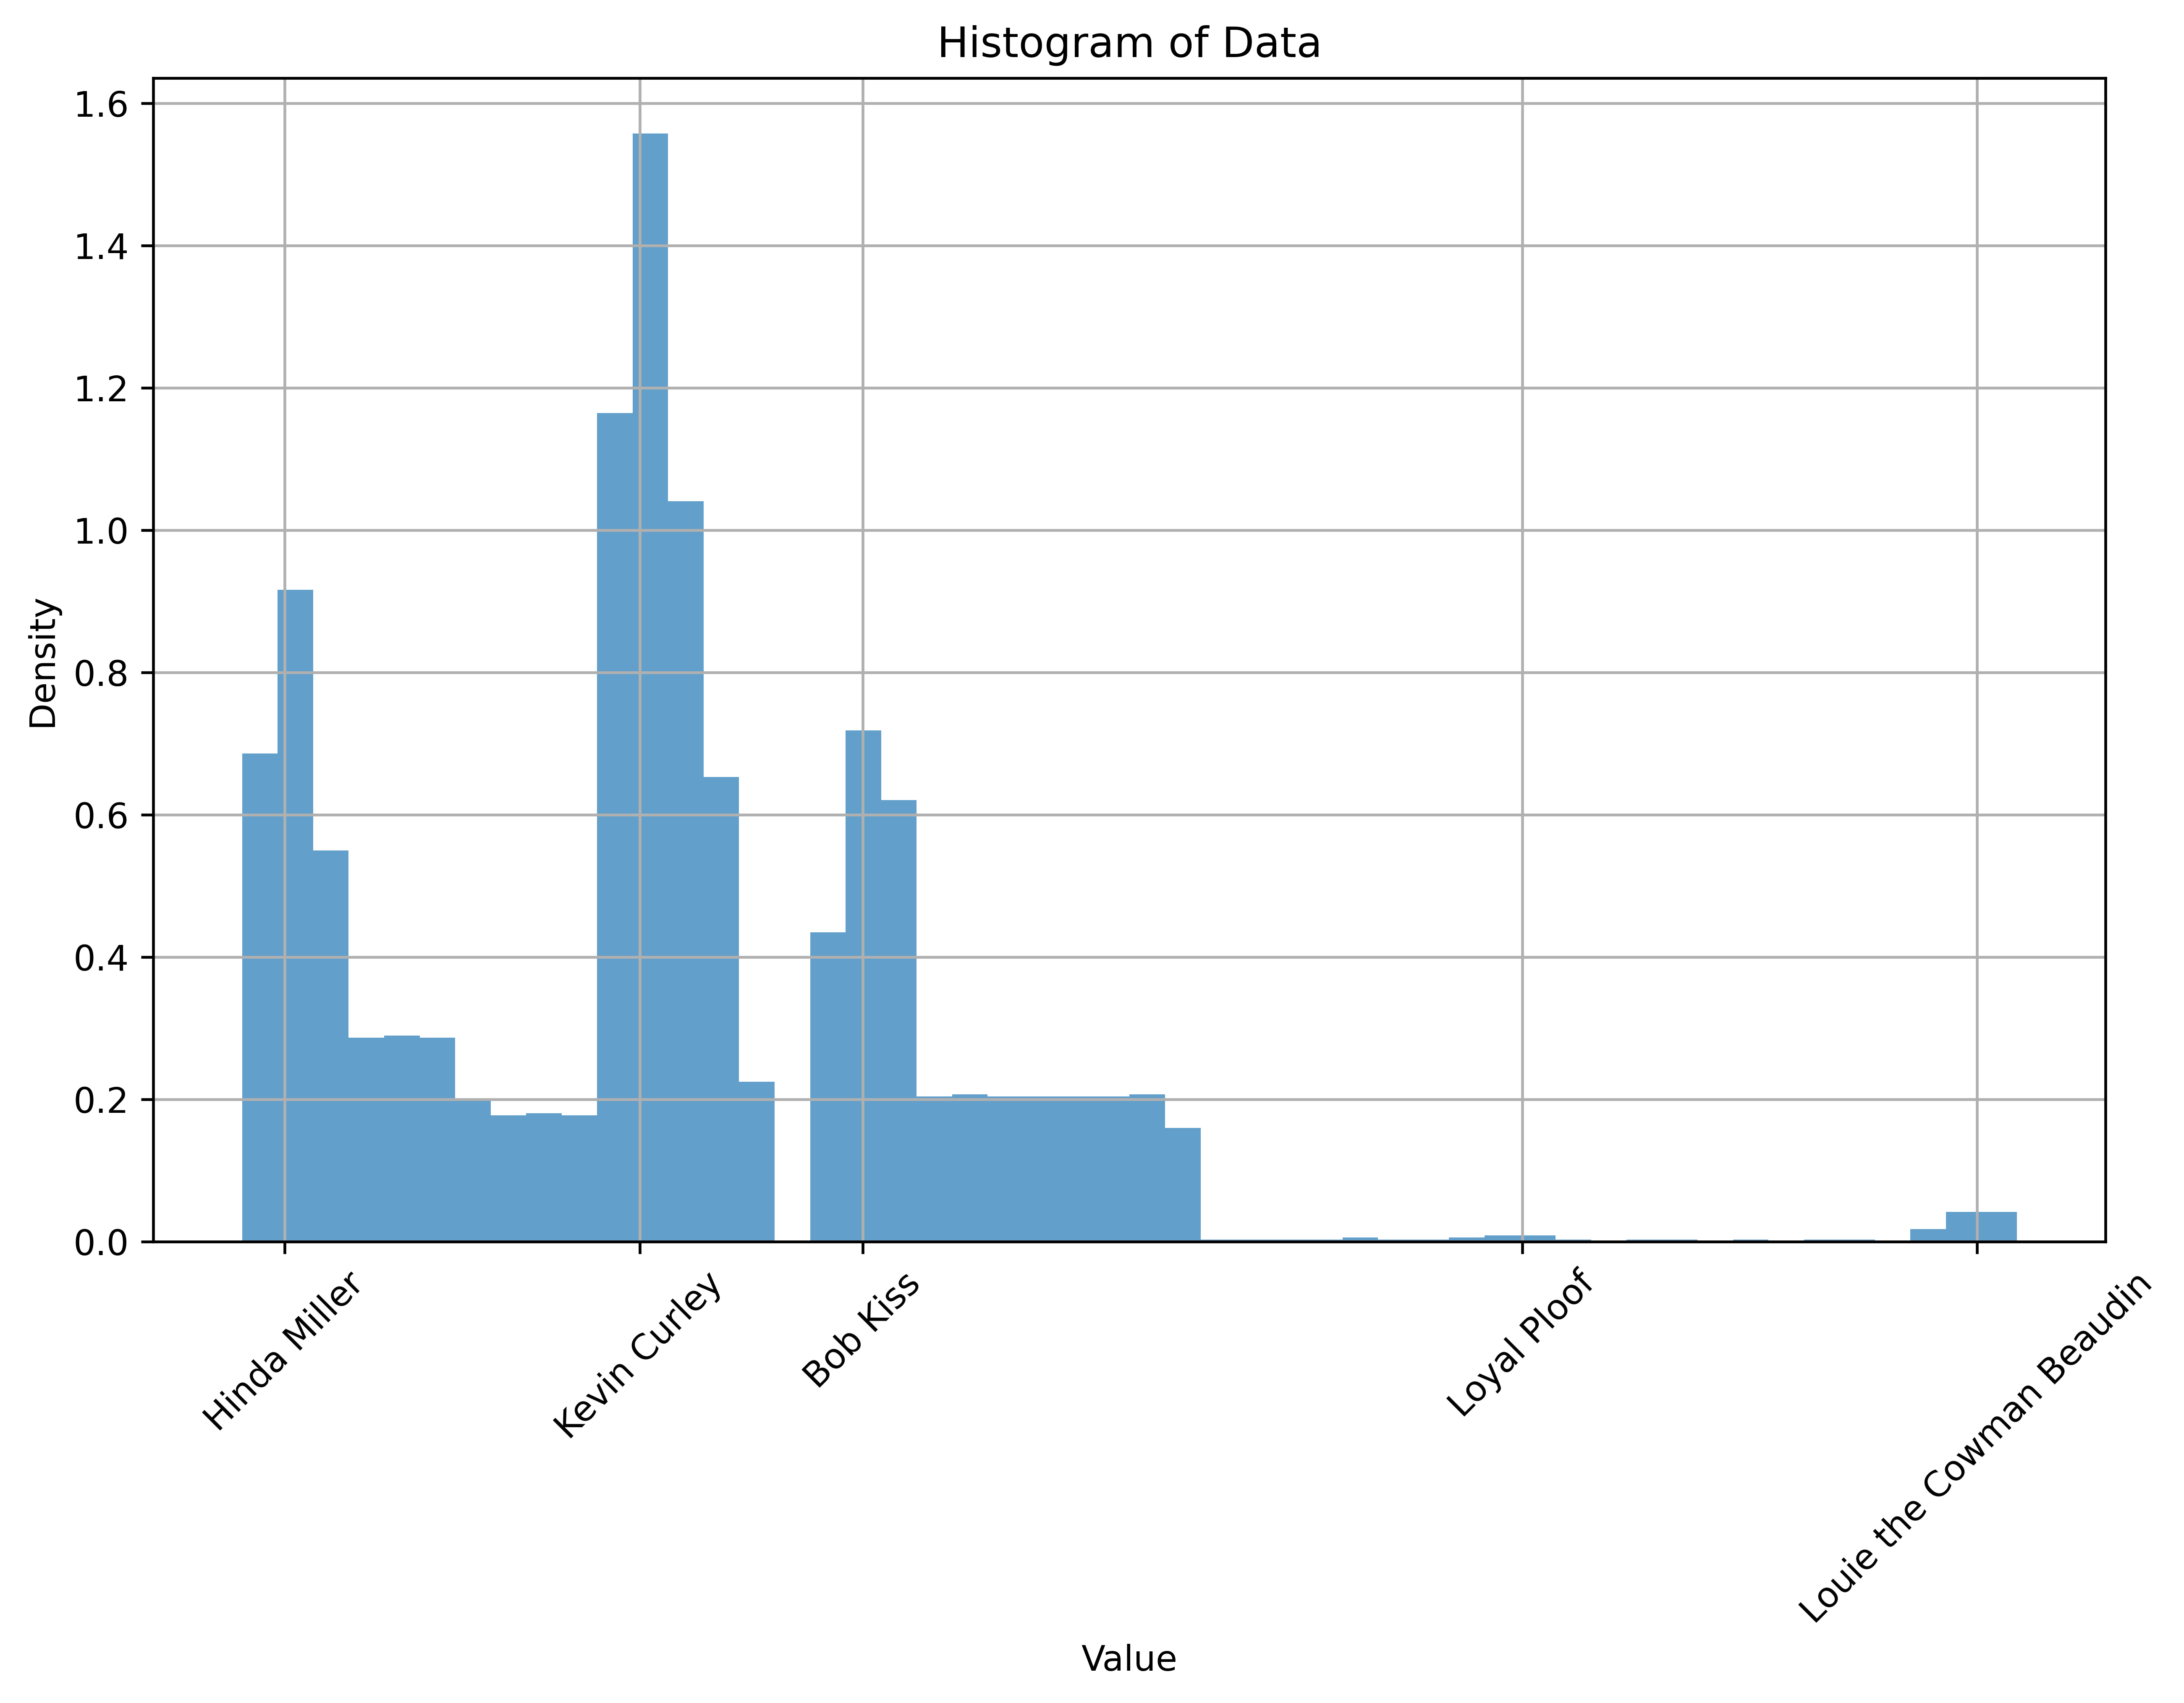 Histogram of Data
1.6
1.4
1.2
1.0
0.8
0.6
0.4
0.2
0.0
Density
Hinda Miller
Kevin Curley
Bob Kiss
Loyal Ploof
Louie the Cowman Beaudin
Value